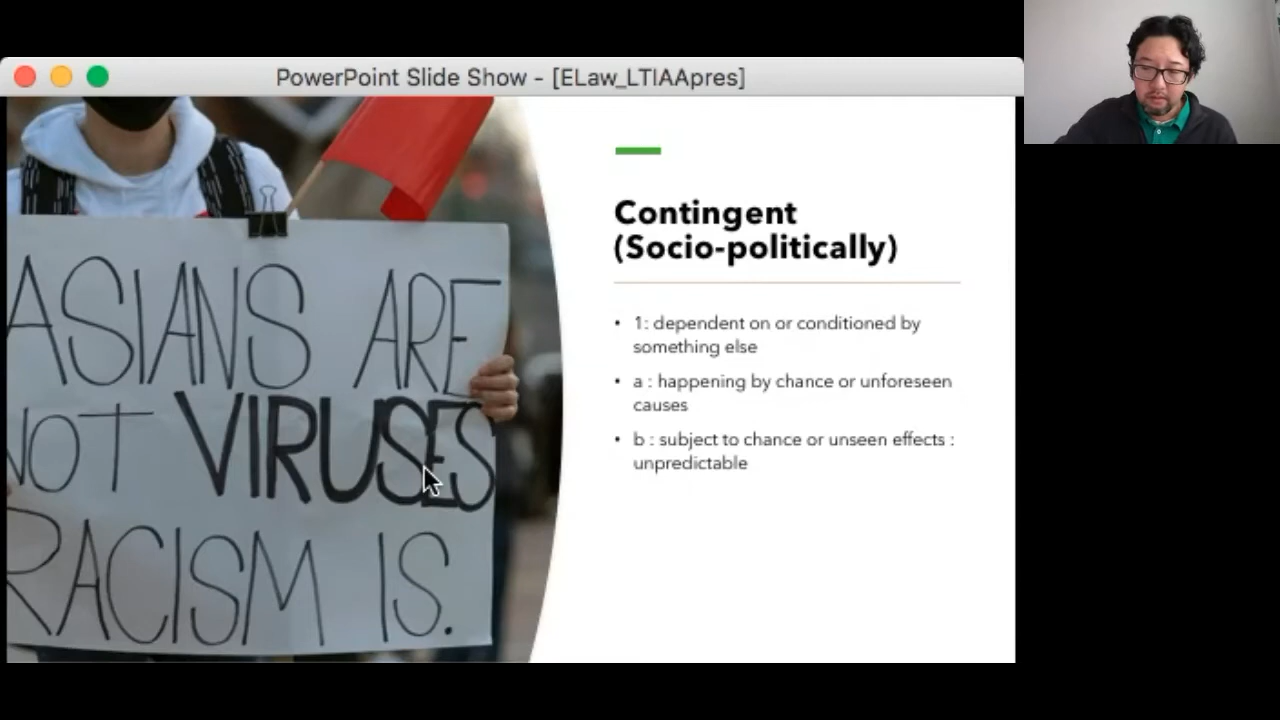 PowerPoint Slide Show - [ELaw_LTIAApres]
ASIANS ARE
NOT VIRUSES
RACISM IS.
Contingent
(Socio-politically)
• 1: dependent on or conditioned by
something else
• a : happening by chance or unforeseen
causes
• b : subject to chance or unseen effects :
unpredictable